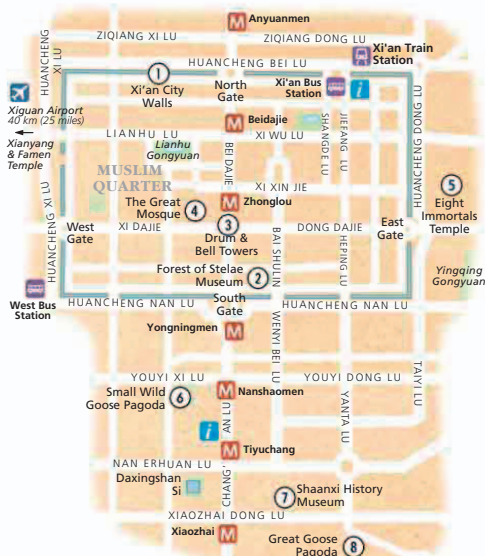 M
Anyuanmen
ZIQIANG XI LU
ZIQIANG DONG LU
HUANCHENG
XI LU
Xi'an Train
Station
HUANCHENG BEI LU
1
Xi'an City
Walls
North
Gate
Xi'an Bus
Station
i
Xiguan Airport
40 km (25 miles)
Xianyang
& Famen
Temple
M
Beidajie
LIANHU LU
XI WU LU
Lianhu
Gongyuan
BEI DAJIE
SHANGDE LU
JIEFANG LU
HUANCHENG DONG LU
MUSLIM
QUARTER
XI XIN JIE
5
Eight
Immortals
Temple
The Great
Mosque
4
M
Zhonglou
3
Drum &
Bell Towers
HUANCHENG XI LU
West
Gate
XI DAJIE
DONG DAJIE
East
Gate
BAI SHULIN
HEPING LU
Forest of Stelae
Museum
2
Yingqing
Gongyuan
West Bus
Station
HUANCHENG NAN LU
South
Gate
HUANCHENG NAN LU
Yongningmen
M
WENYI BEI LU
TAIYI LU
YOUYI XI LU
YOUYI DONG LU
Small Wild
Goose Pagoda
6
M
Nanshaomen
YANTA LU
i
CHANG'AN LU
M
Tiyuchang
NAN ERHUAN LU
Daxingshan
Si
7
Shaanxi History
Museum
XIAOZHAI DONG LU
Xiaozhai
M
Great Goose
Pagoda
8